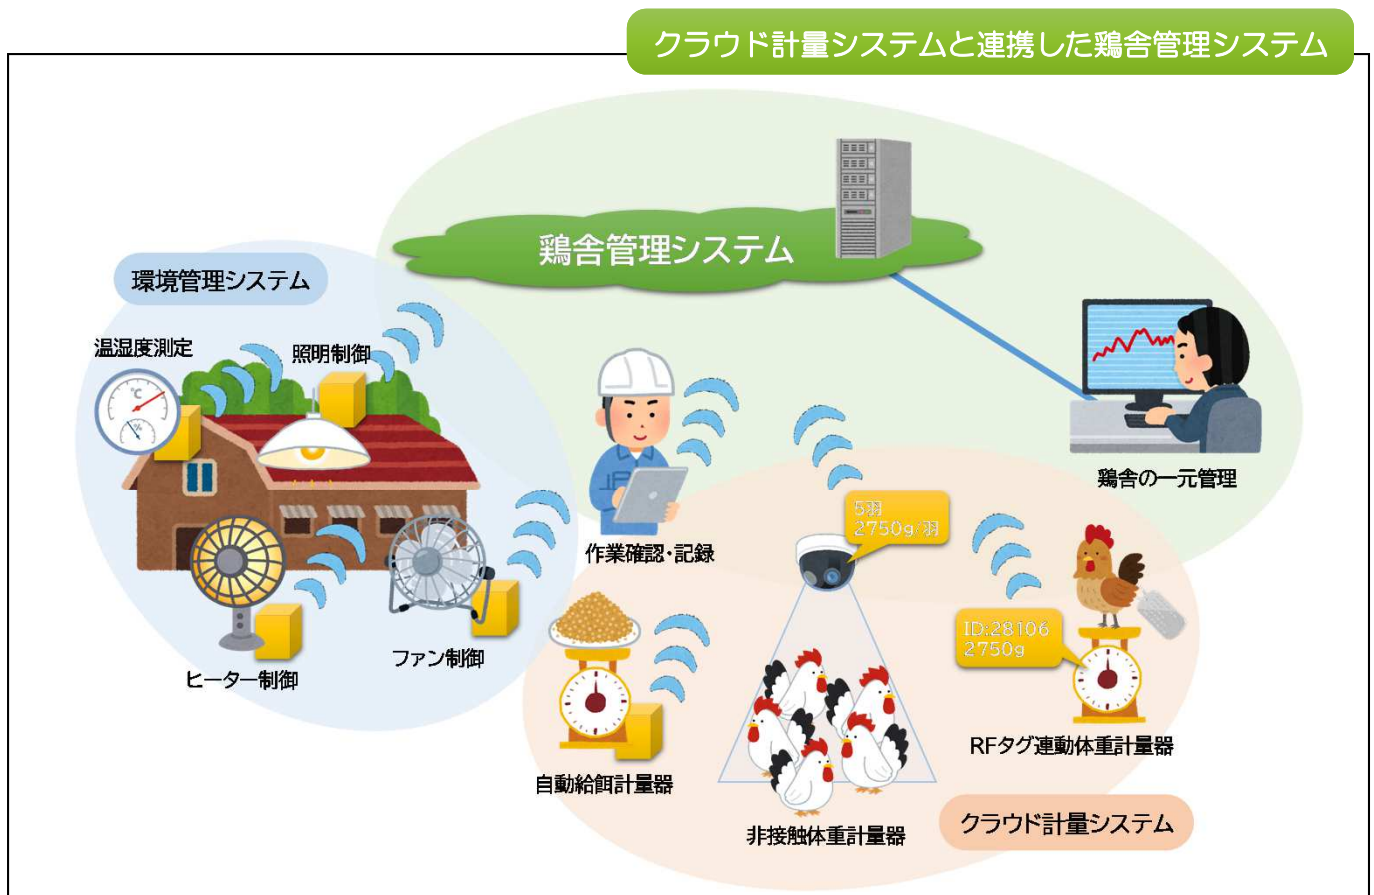 クラウド計量システムと連携した鶏舎管理システム
鶏舎管理システム
環境管理システム
温湿度測定
照明制御
℃
%
鶏舎の一元管理
5羽
2750g/羽
作業確認・記録
ID:28106
2750g
ファン制御
ヒーター制御
RFタグ連動体重計量器
自動給餌計量器
クラウド計量システム
非接触体重計量器